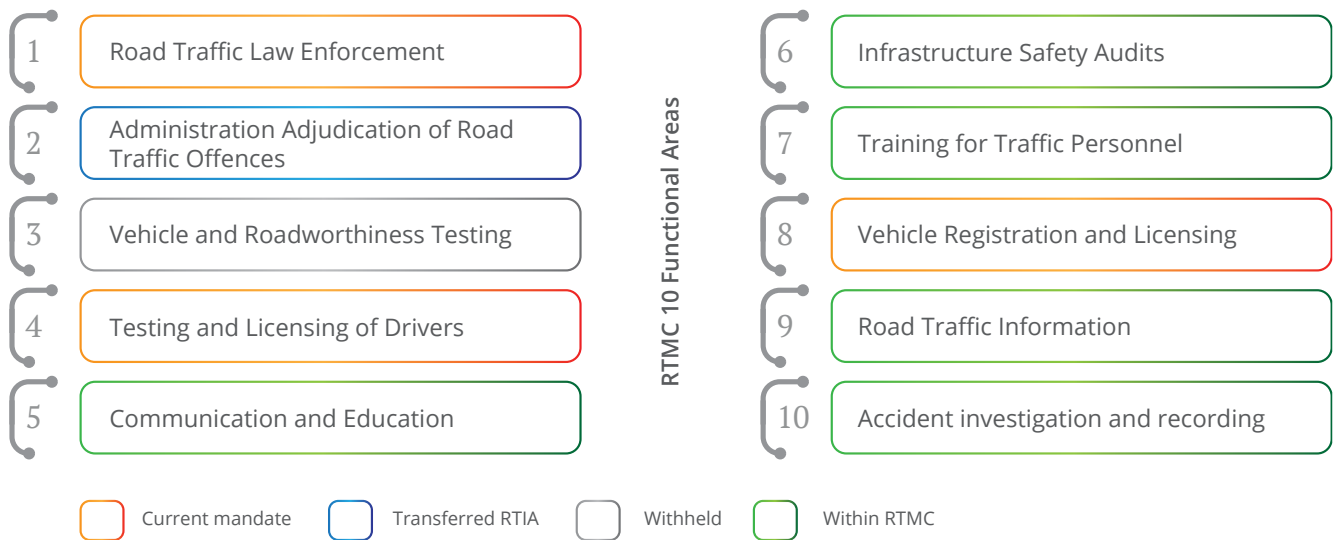 1
Road Traffic Law Enforcement
2
Administration Adjudication of Road
Traffic Offences
3
Vehicle and Roadworthiness Testing
4
Testing and Licensing of Drivers
5
Communication and Education
RTMC 10 Functional Areas
6
Infrastructure Safety Audits
7
Training for Traffic Personnel
8
Vehicle Registration and Licensing
9
Road Traffic Information
10
Accident investigation and recording
Current mandate
Transferred RTIA
Withheld
Within RTMC